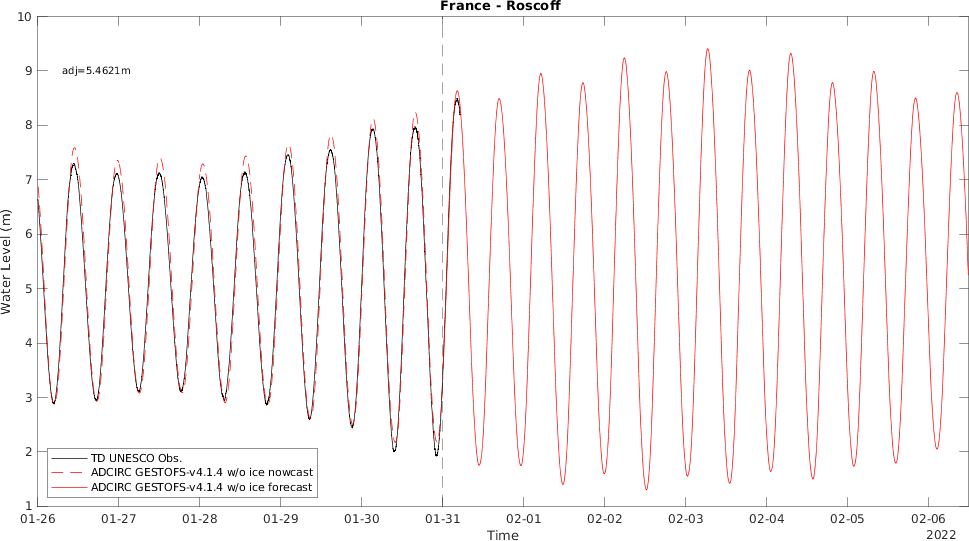 France - Roscoff
adj=5.4621m
10
9
8
7
6
5
4
3
2
1
Water Level (m)
TD UNESCO Obs.
ADCIRC GESTOFS-v4.1.4 w/o ice nowcast
ADCIRC GESTOFS-v4.1.4 w/o ice forecast
01-26 01-27 01-28 01-29 01-30 01-31 02-01 02-02 02-03 02-04 02-05 02-06
Time
2022